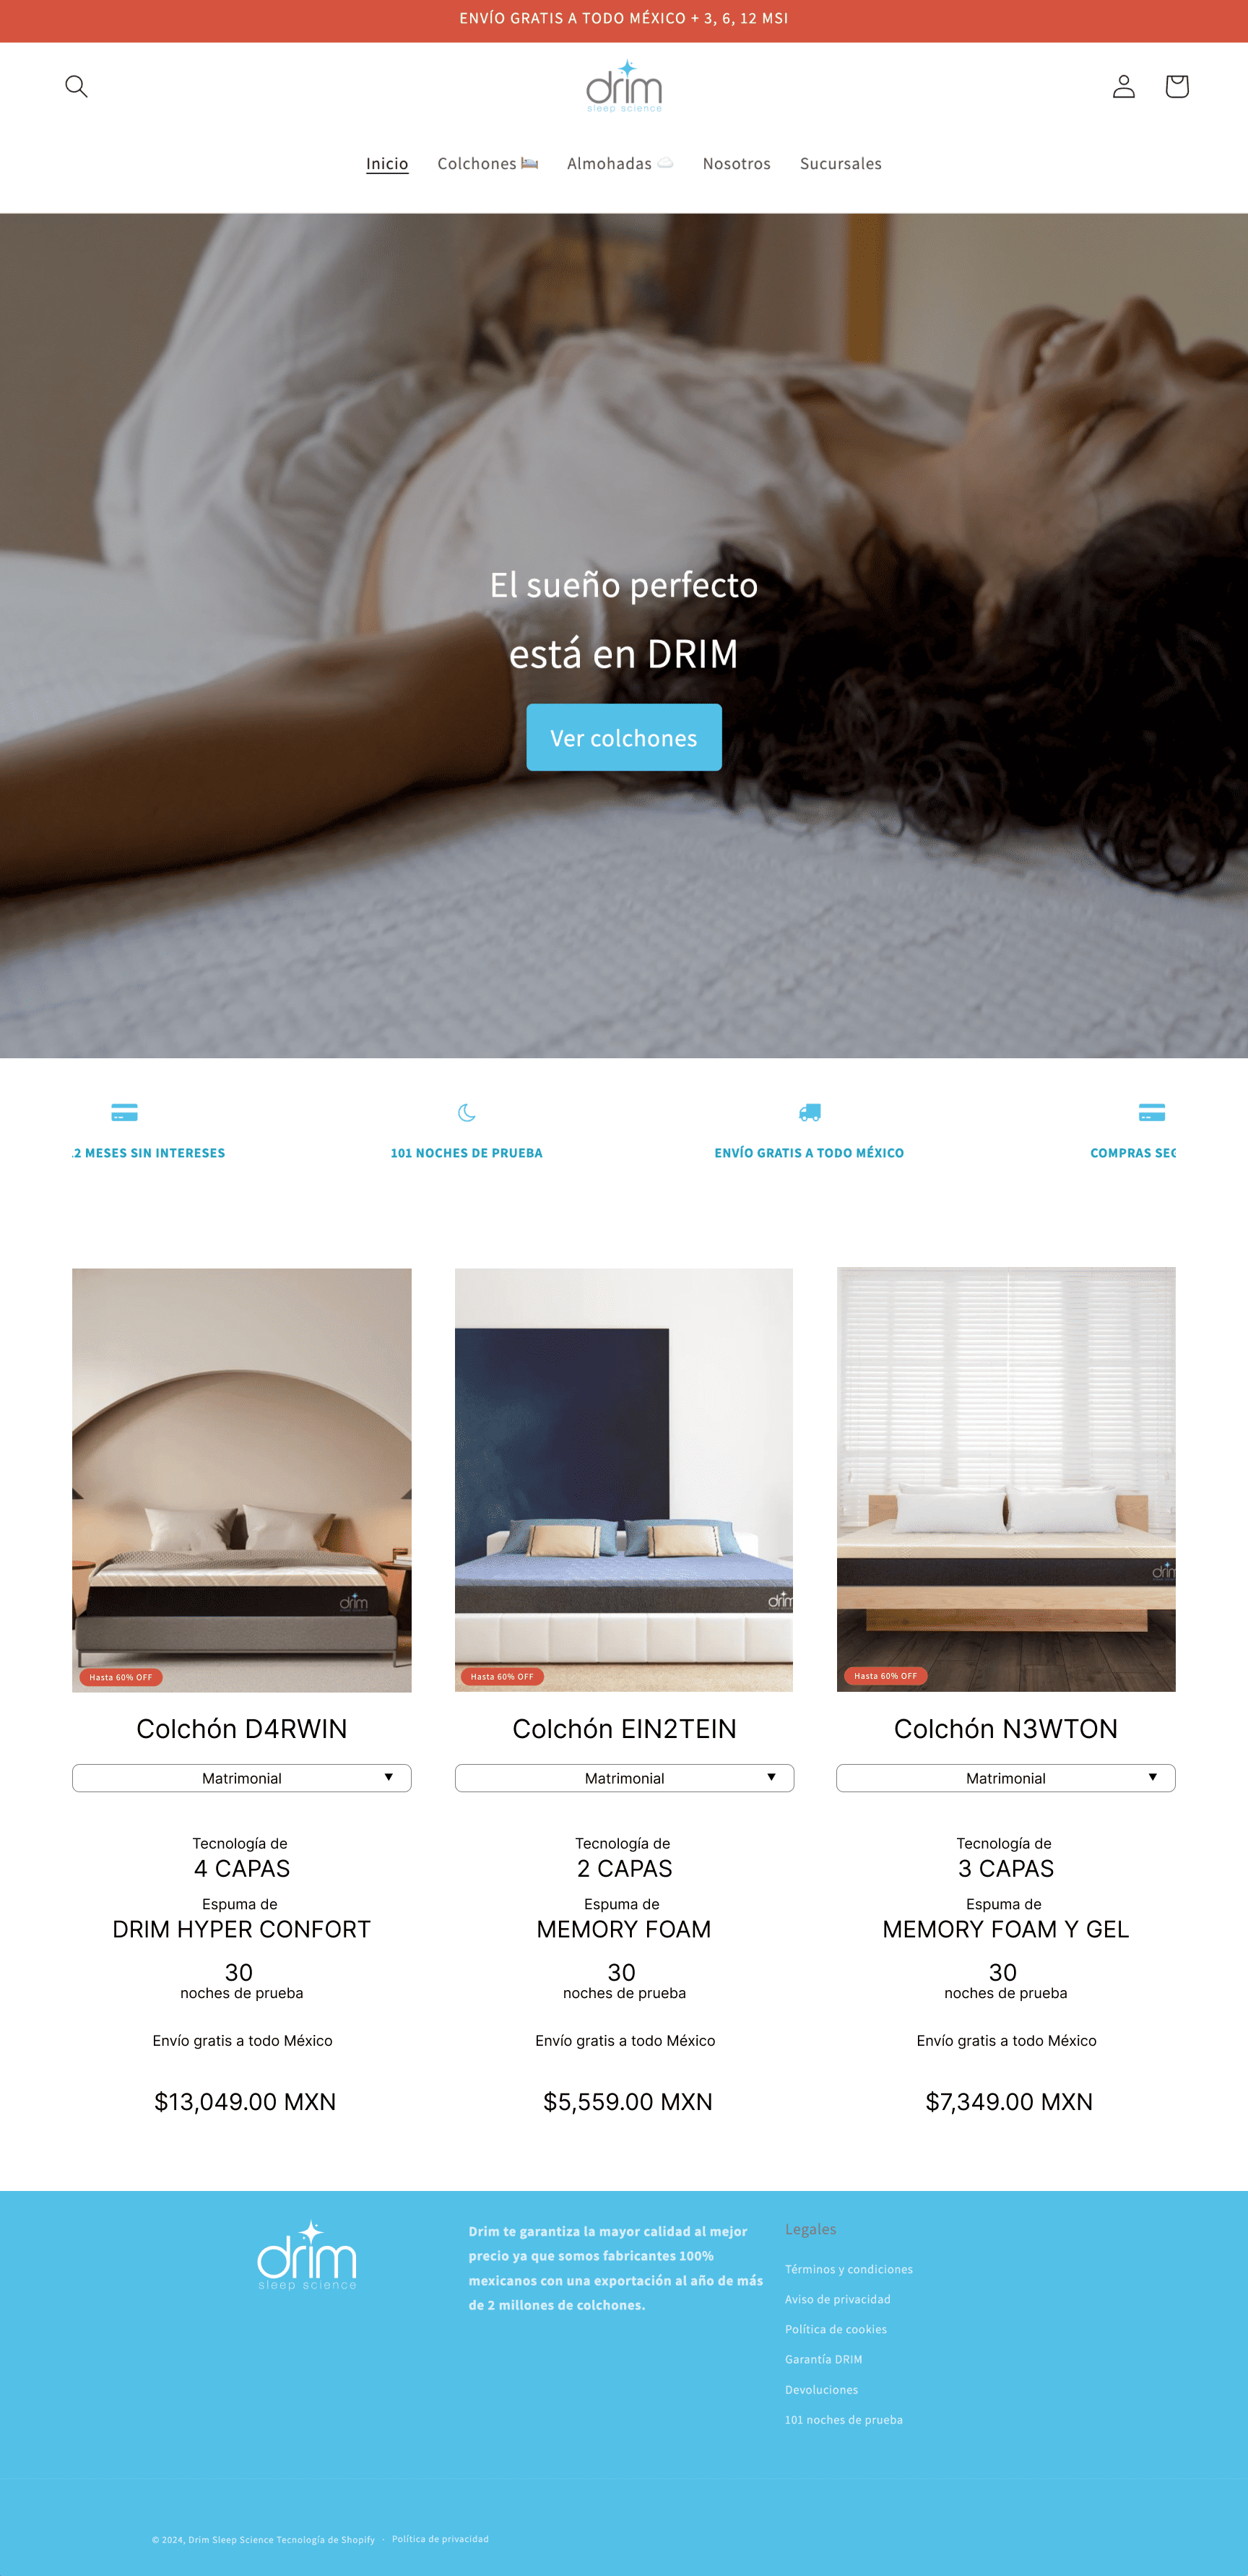 ENVÍO GRATIS A TODO MÉXICO + 3, 6, 12 MSI
drim
sleep science
Inicio Colchones Almohadas Nosotros Sucursales
El sueño perfecto
está en DRIM
Ver colchones
2 MESES SIN INTERESES
101 NOCHES DE PRUEBA
ENVÍO GRATIS A TODO MÉXICO
COMPRAS SEG
drim
Hasta 60% OFF
drim
Hasta 60% OFF
drim
Hasta 60% OFF
Colchón D4RWIN
Matrimonial
Tecnología de
4 CAPAS
Espuma de
DRIM HYPER CONFORT
30
noches de prueba
Envío gratis a todo México
$13,049.00 MXN
Colchón EIN2TEIN
Matrimonial
Tecnología de
2 CAPAS
Espuma de
MEMORY FOAM
30
noches de prueba
Envío gratis a todo México
$5,559.00 MXN
Colchón N3WTON
Matrimonial
Tecnología de
3 CAPAS
Espuma de
MEMORY FOAM Y GEL
30
noches de prueba
Envío gratis a todo México
$7,349.00 MXN
drim
sleep science
Drim te garantiza la mayor calidad al mejor
precio ya que somos fabricantes 100%
mexicanos con una exportación al año de más
de 2 millones de colchones.
Legales
Términos y condiciones
Aviso de privacidad
Política de cookies
Garantía DRIM
Devoluciones
101 noches de prueba
© 2024, Drim Sleep Science Tecnología de Shopify · Política de privacidad